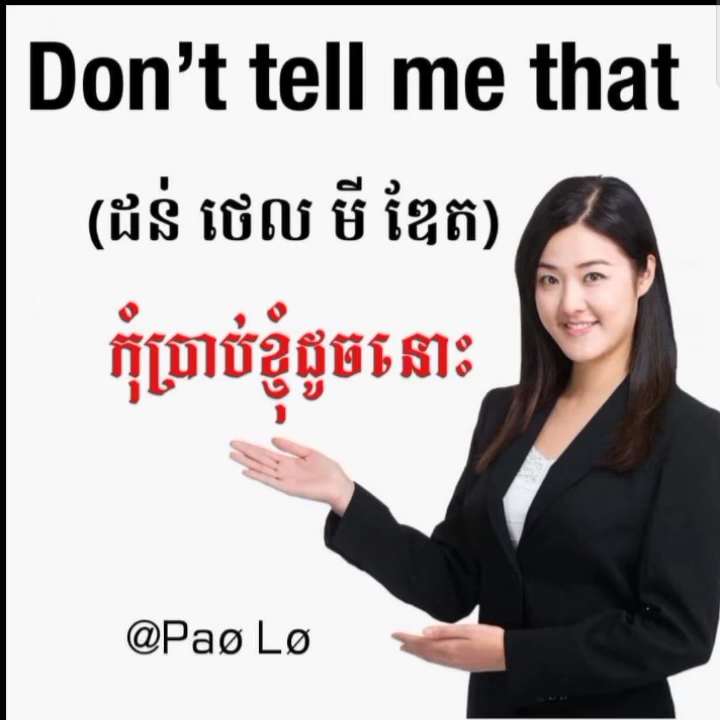 Don't tell me that
(ដន់ ថេល មី ឌែត)
កុំប្រាប់ខ្ញុំដូចនោះ
@Paø Lø